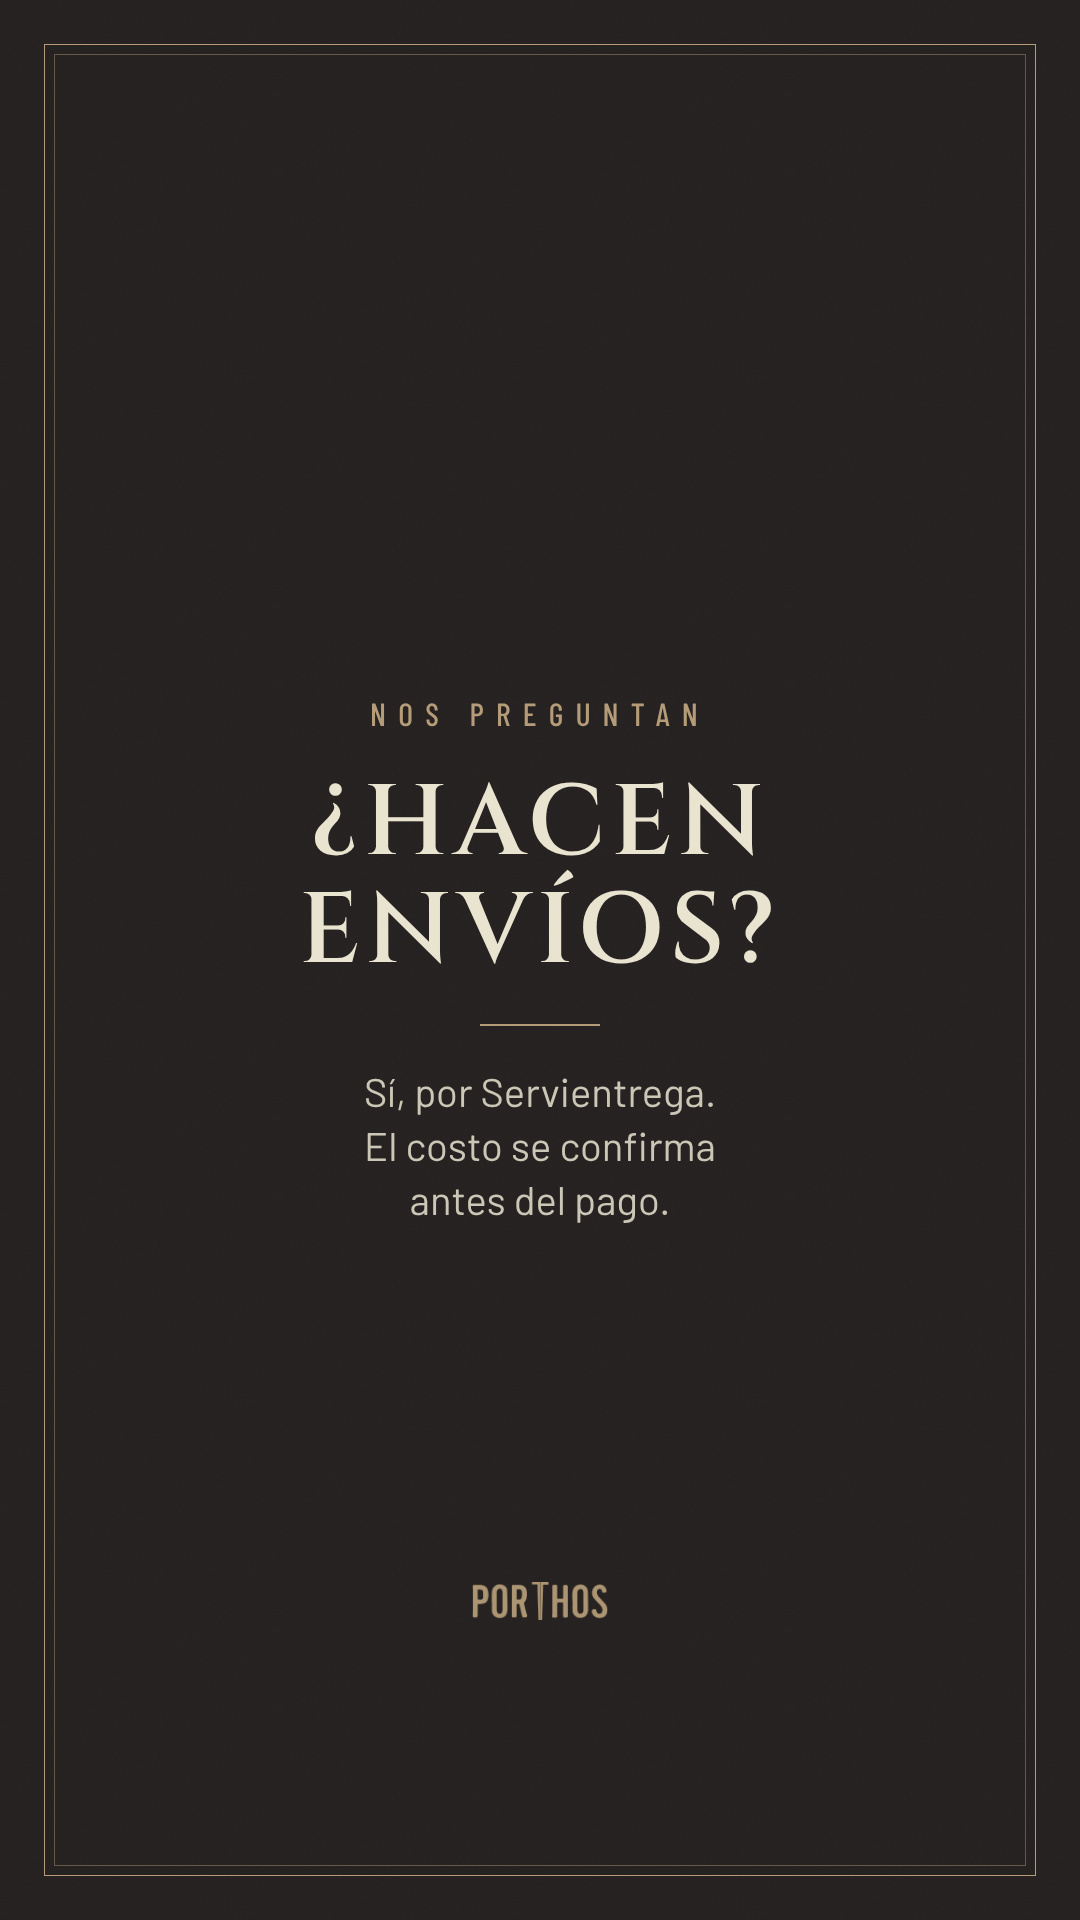 NOS PREGUNTAN
¿HACEN
ENVÍOS?
Sí, por Servientrega.
El costo se confirma
antes del pago.
PORTHOS